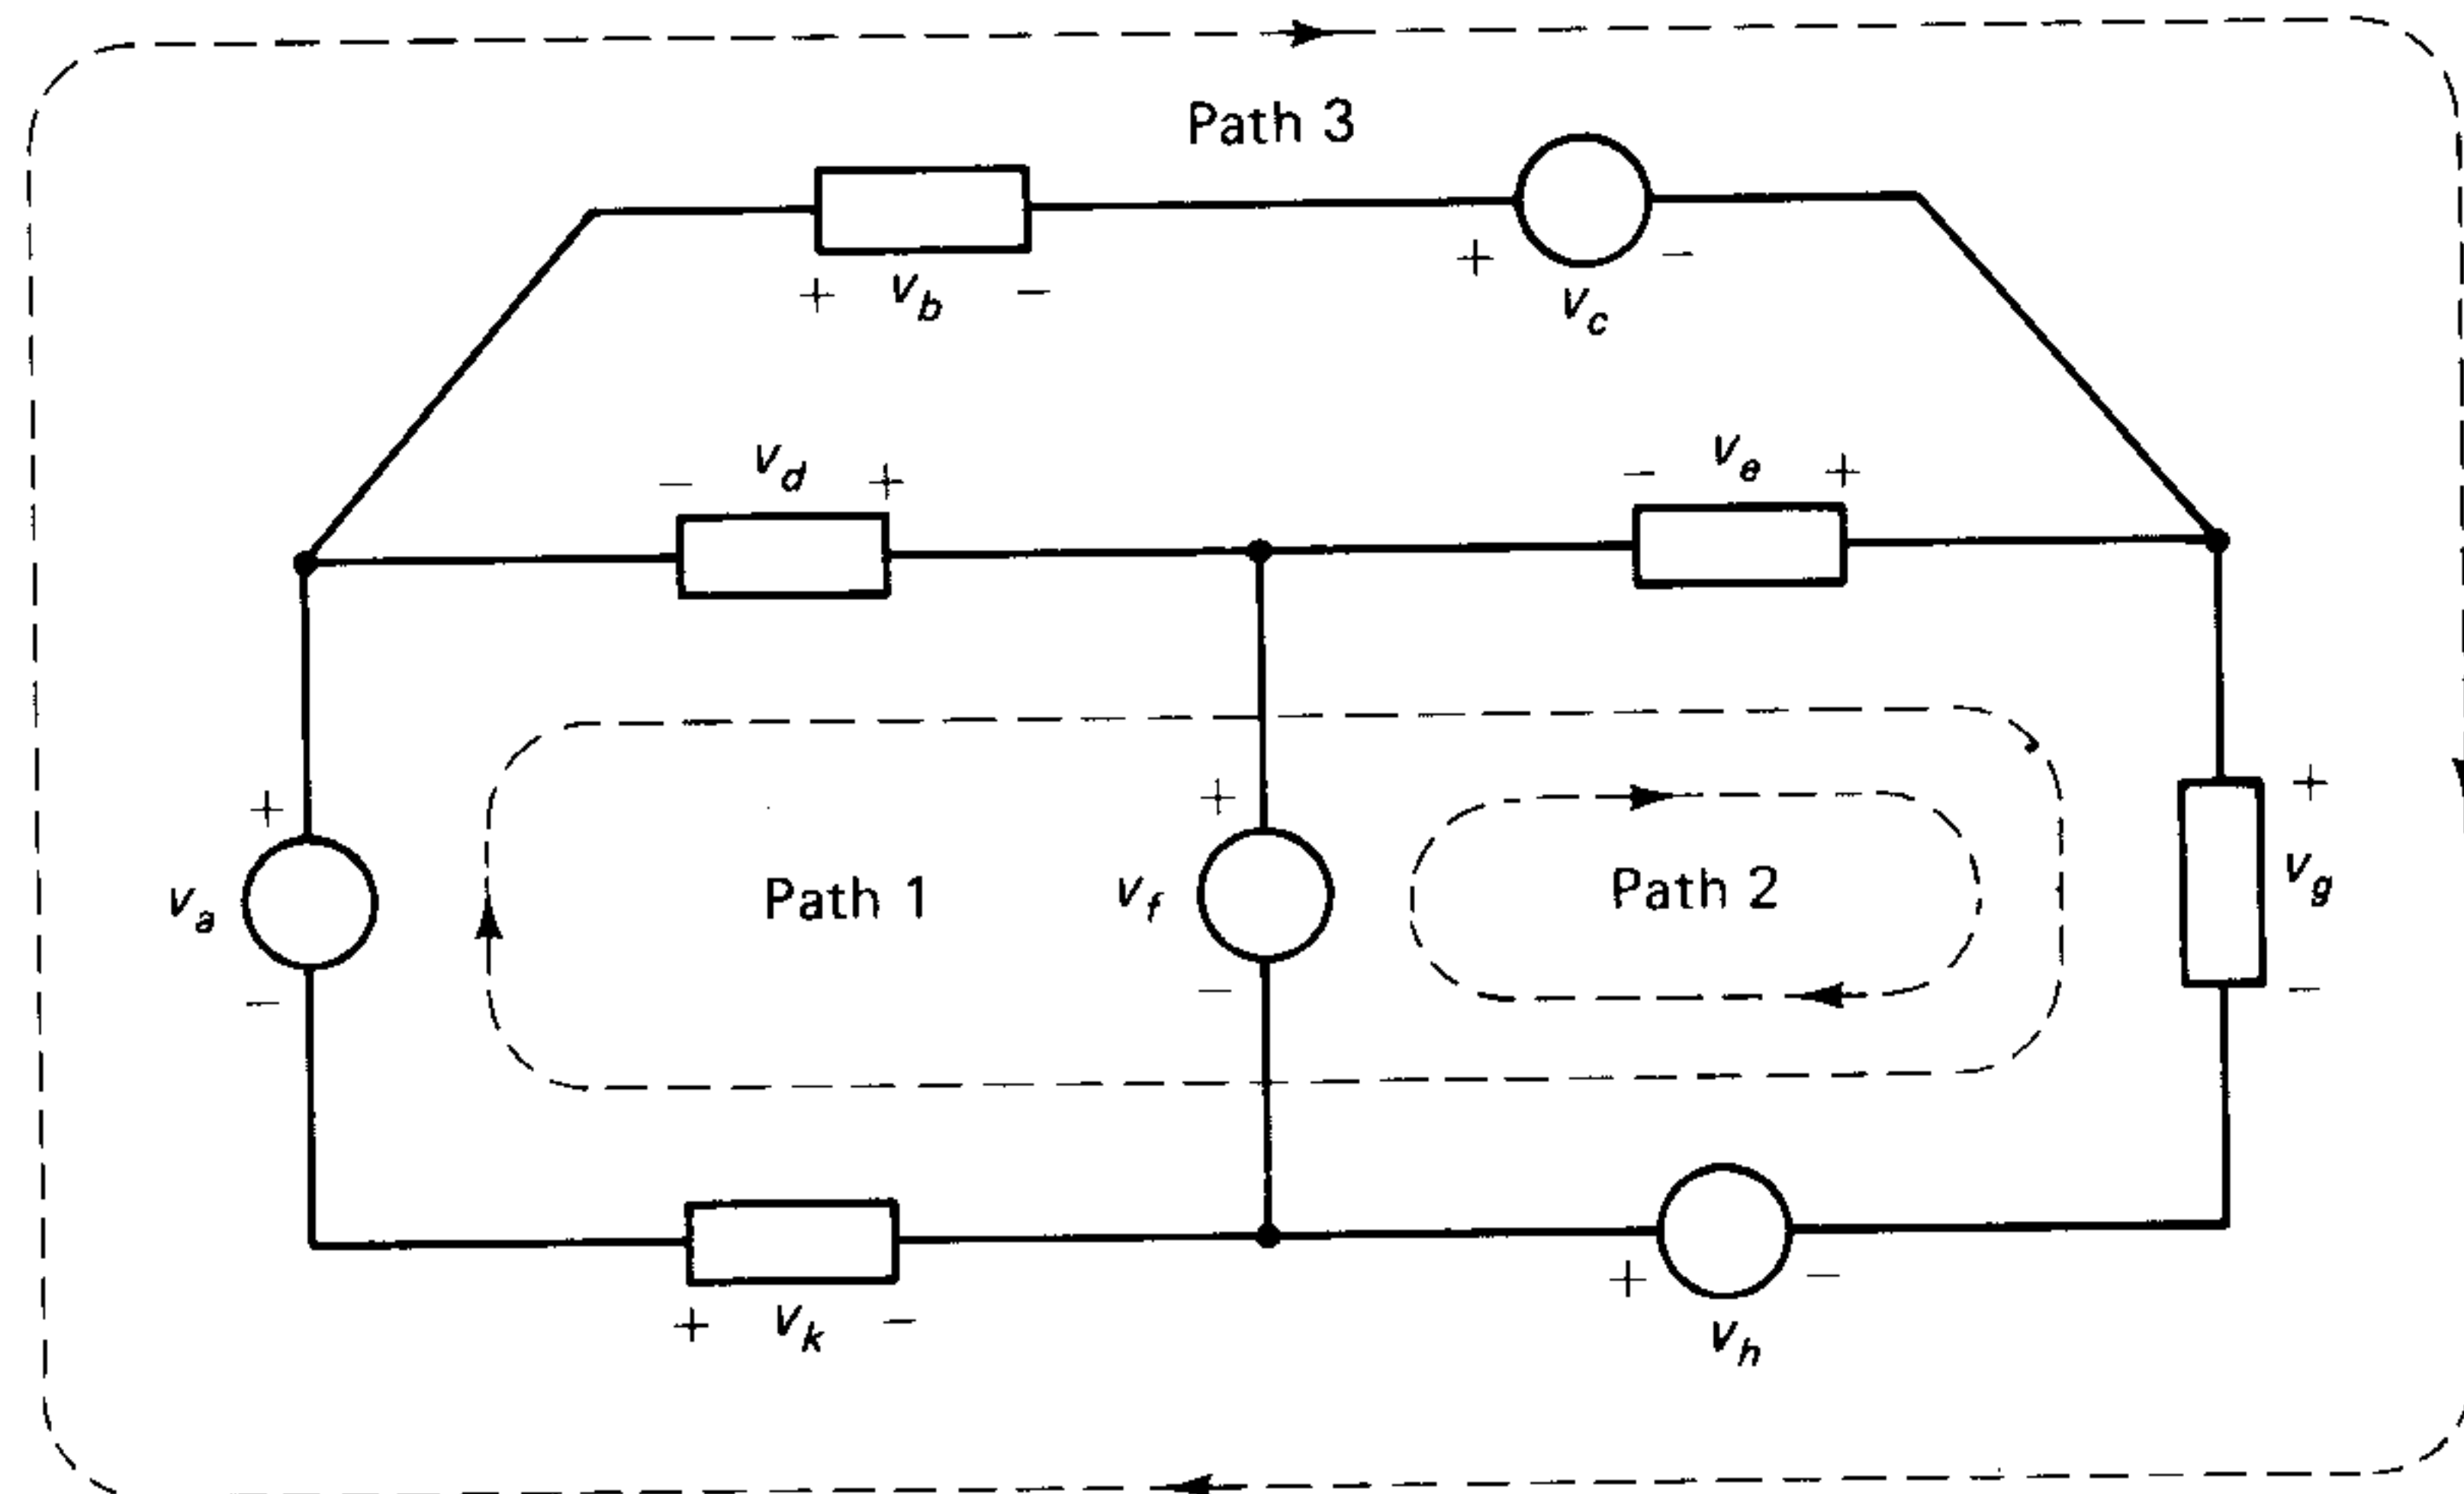 Path 3
+ v_b −
+ v_c −
− v_d +
− v_e +
+ v_a −
Path 1
+ v_f −
Path 2
+ v_g −
+ v_k −
+ v_h −